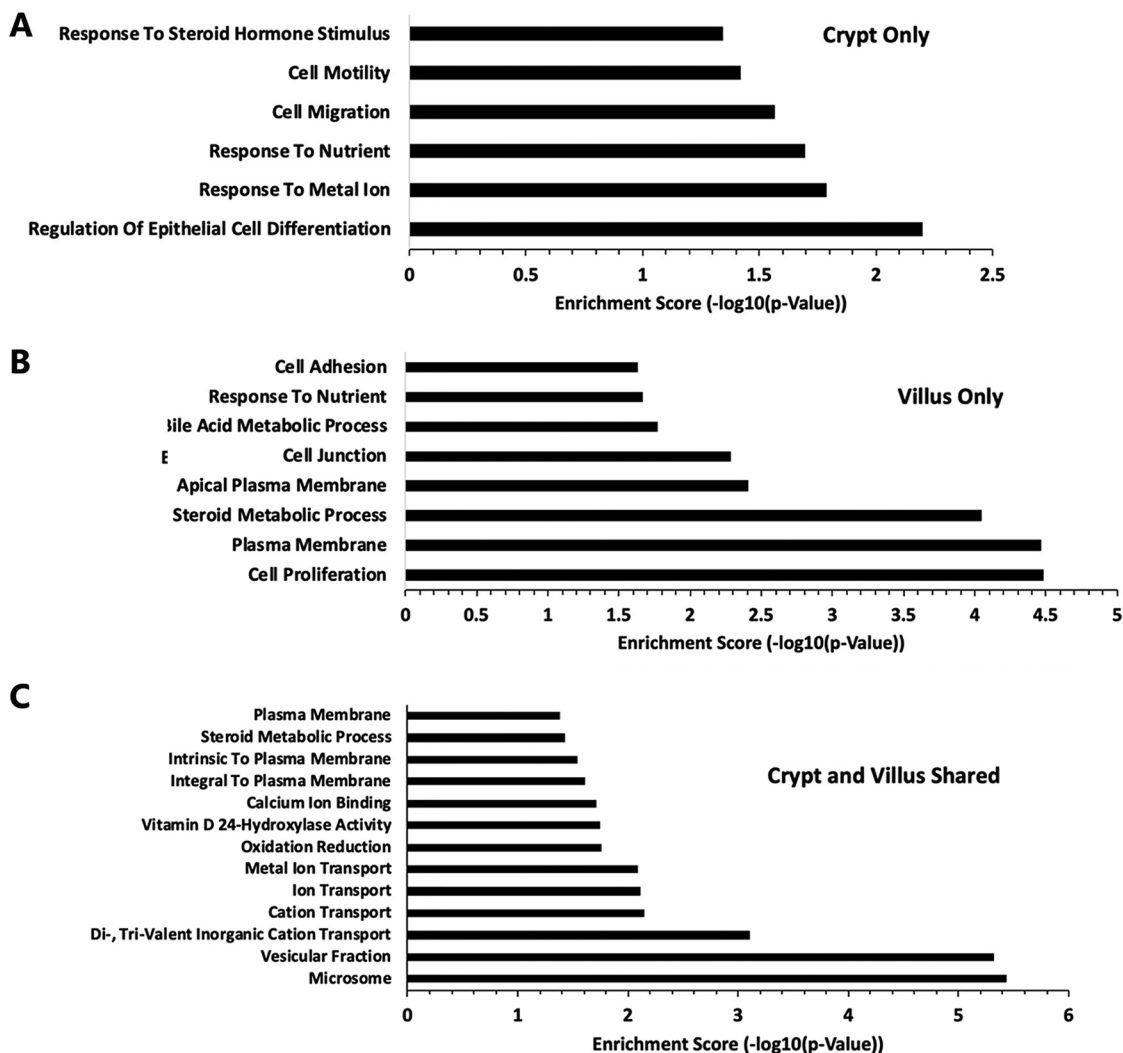 A
Crypt Only
Response To Steroid Hormone Stimulus
Cell Motility
Cell Migration
Response To Nutrient
Response To Metal Ion
Regulation Of Epithelial Cell Differentiation
0 0.5 1 1.5 2 2.5
Enrichment Score (-log10(p-Value))
B
Villus Only
Cell Adhesion
Response To Nutrient
Bile Acid Metabolic Process
Cell Junction
Apical Plasma Membrane
Steroid Metabolic Process
Plasma Membrane
Cell Proliferation
0 0.5 1 1.5 2 2.5 3 3.5 4 4.5 5
Enrichment Score (-log10(p-Value))
C
Crypt and Villus Shared
Plasma Membrane
Steroid Metabolic Process
Intrinsic To Plasma Membrane
Integral To Plasma Membrane
Calcium Ion Binding
Vitamin D 24-Hydroxylase Activity
Oxidation Reduction
Metal Ion Transport
Ion Transport
Cation Transport
Di-, Tri-Valent Inorganic Cation Transport
Vesicular Fraction
Microsome
0 1 2 3 4 5 6
Enrichment Score (-log10(p-Value))